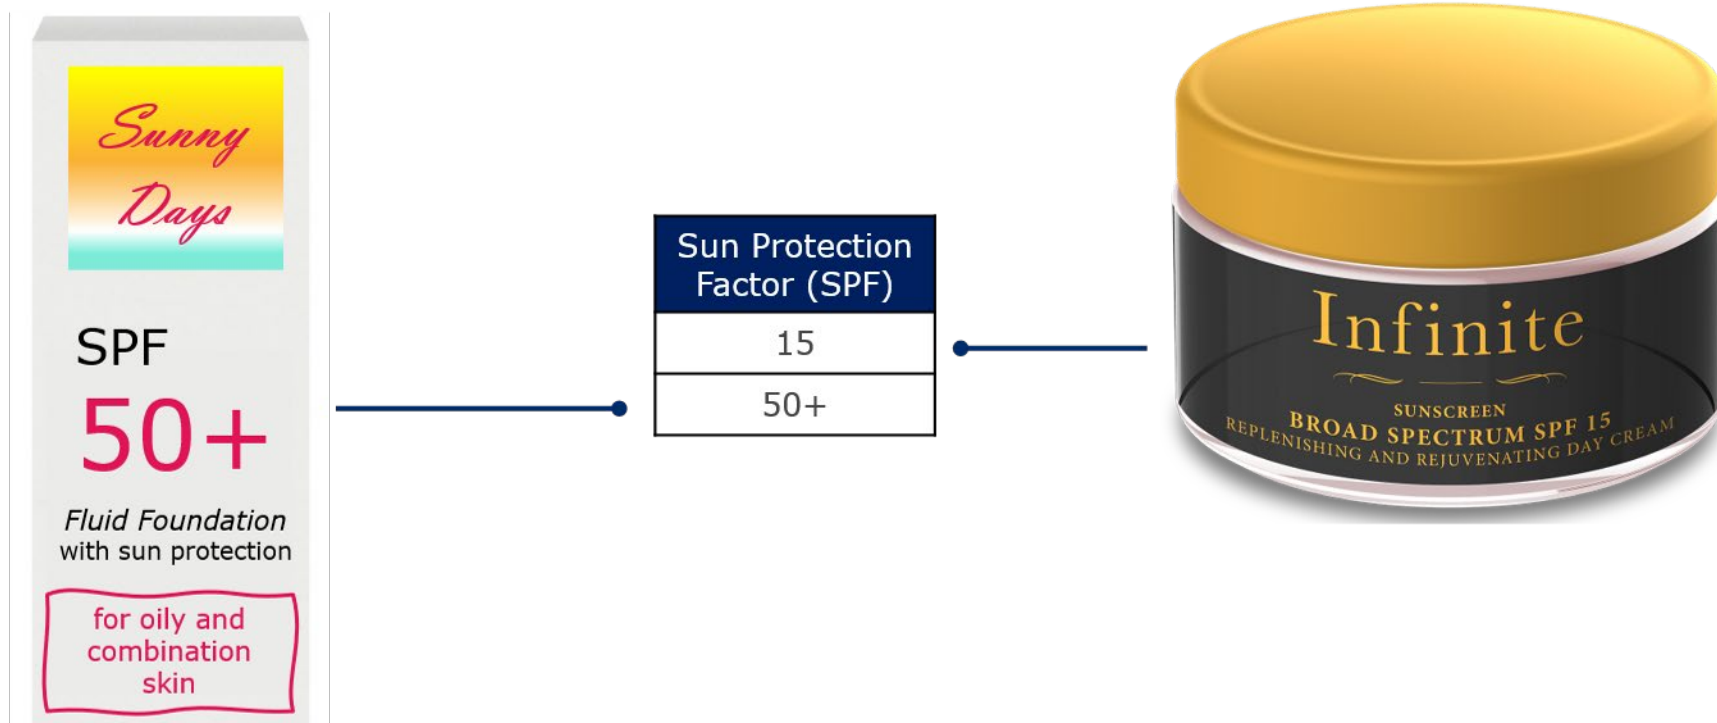 Sunny
Days
SPF
50+
Fluid Foundation
with sun protection
for oily and
combination
skin
Sun Protection
Factor (SPF)
15
50+
Infinite
SUNSCREEN
BROAD SPECTRUM SPF 15
REPLENISHING AND REJUVENATING DAY CREAM